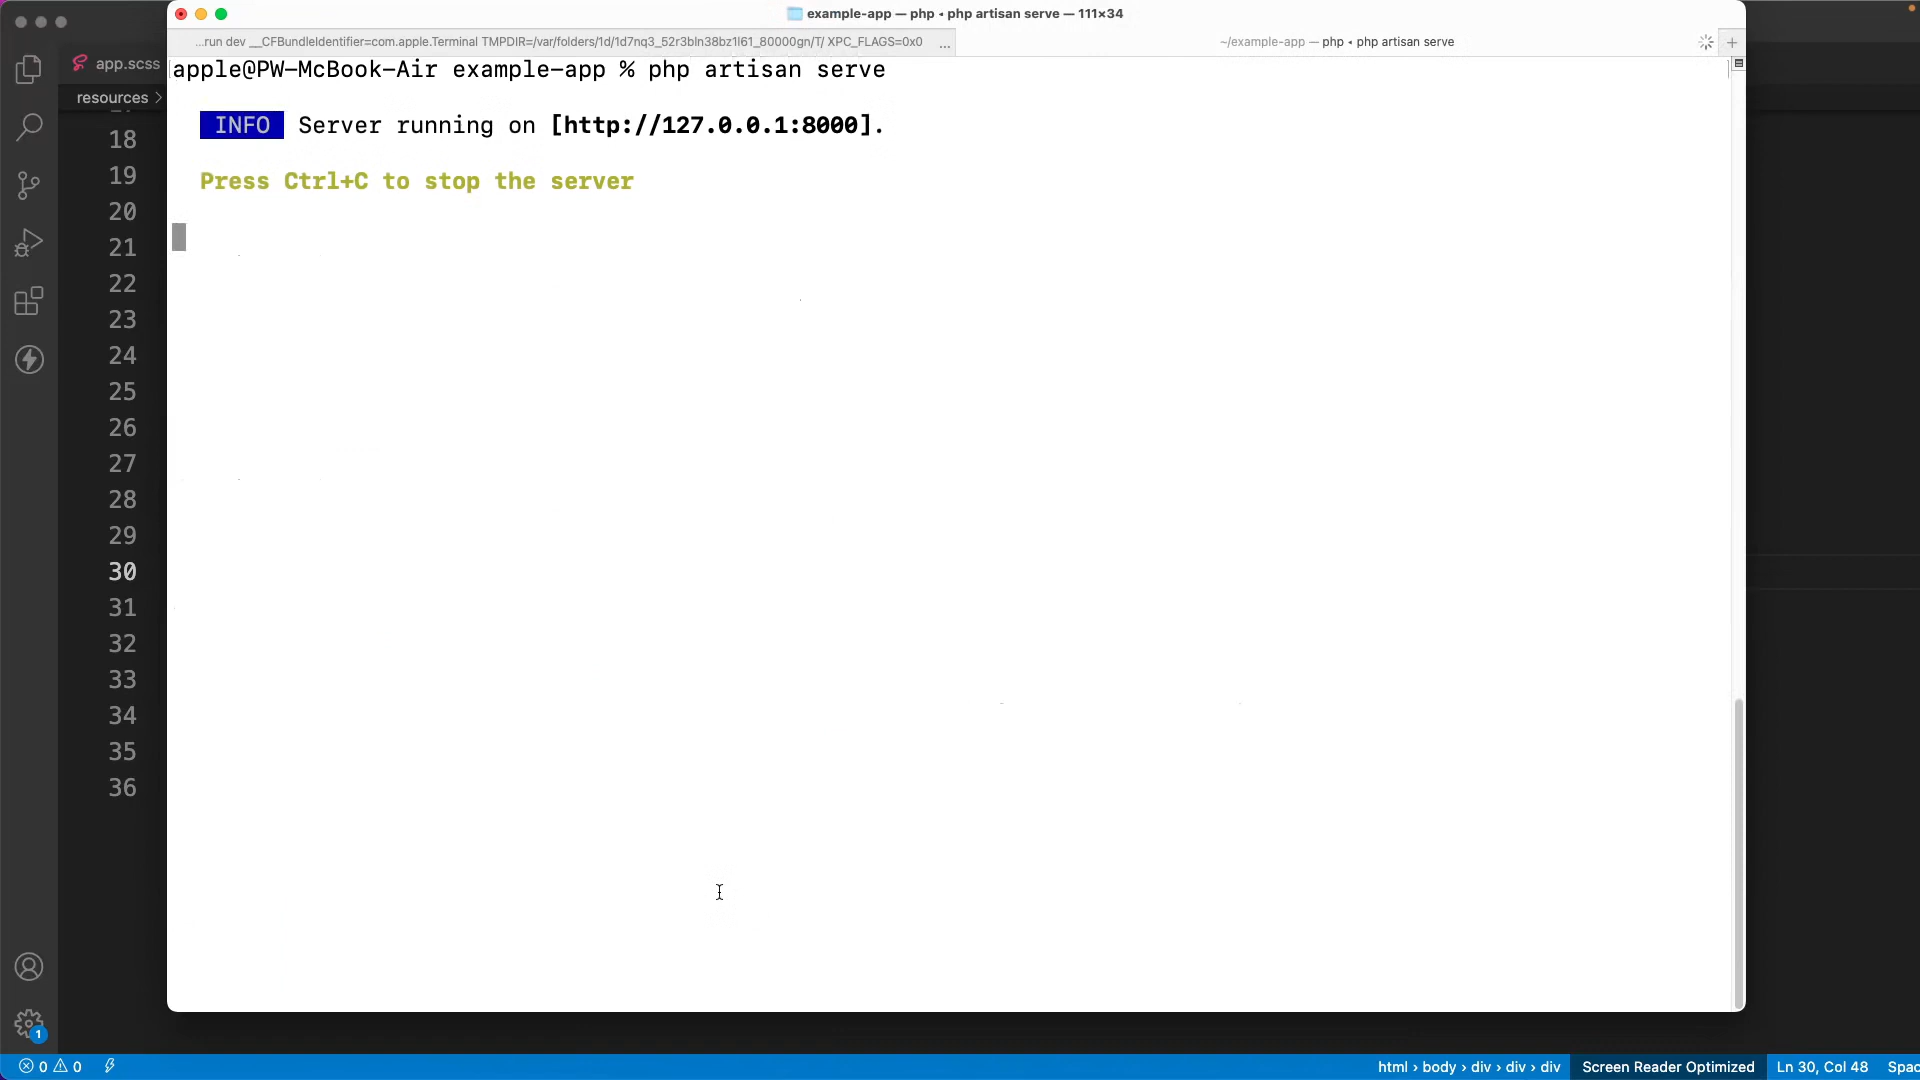 example-app — php ◂ php artisan serve — 111×34
...run dev __CFBundleIdentifier=com.apple.Terminal TMPDIR=/var/folders/1d/1d7nq3_52r3bln38bz1l61_80000gn/T/ XPC_FLAGS=0x0 ...
~/example-app — php ◂ php artisan serve
app.scss
resources >
apple@PW-McBook-Air example-app % php artisan serve
INFO Server running on [http://127.0.0.1:8000].
Press Ctrl+C to stop the server
18
19
20
21
22
23
24
25
26
27
28
29
30
31
32
33
34
35
36
1
0 0
html › body › div › div › div
Screen Reader Optimized
Ln 30, Col 48
Spac